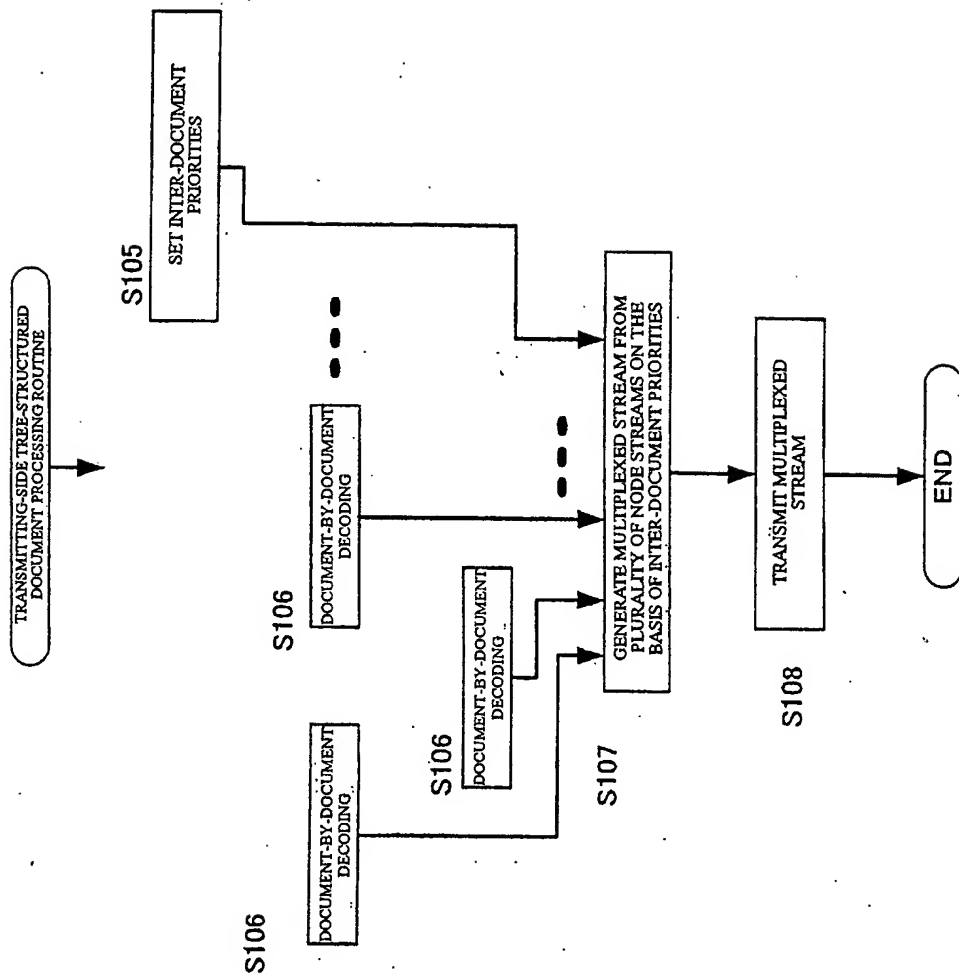 TRANSMITTING-SIDE TREE-STRUCTURED
DOCUMENT PROCESSING ROUTINE
S105
SET INTER-DOCUMENT
PRIORITIES
S106
DOCUMENT-BY-DOCUMENT
DECODING
S106
DOCUMENT-BY-DOCUMENT
DECODING
S106
DOCUMENT-BY-DOCUMENT
DECODING
S107
GENERATE MULTIPLEXED STREAM FROM
PLURALITY OF NODE STREAMS ON THE
BASIS OF INTER-DOCUMENT PRIORITIES
S108
TRANSMIT MULTIPLEXED
STREAM
END